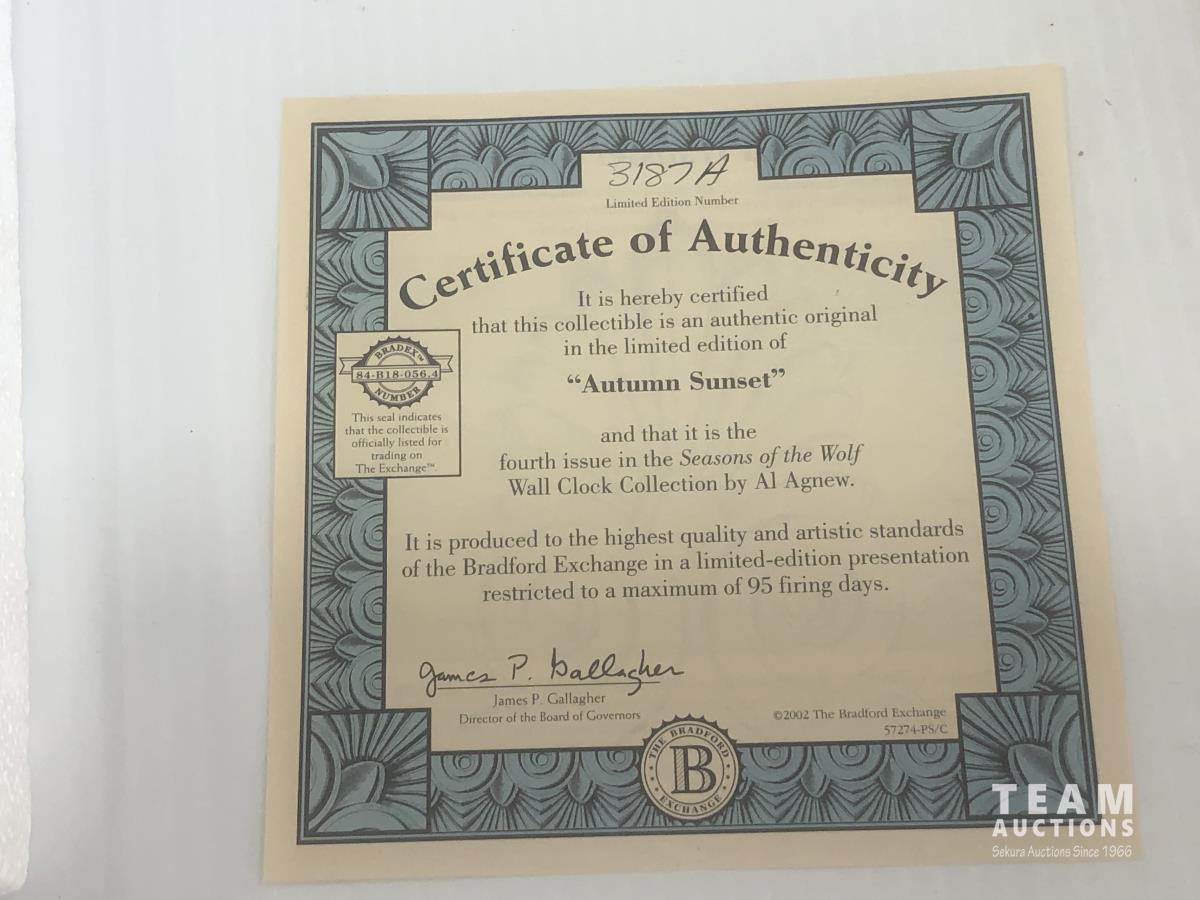 3187A
Limited Edition Number
Certificate of Authenticity
It is hereby certified
that this collectible is an authentic original
in the limited edition of
“Autumn Sunset”
and that it is the
fourth issue in the Seasons of the Wolf
Wall Clock Collection by Al Agnew.
It is produced to the highest quality and artistic standards
of the Bradford Exchange in a limited-edition presentation
restricted to a maximum of 95 firing days.
BRADEX™
84-B18-056.4
NUMBER
This seal indicates
that the collectible is
officially listed for
trading on
The Exchange™.
James P. Gallagher
James P. Gallagher
Director of the Board of Governors
©2002 The Bradford Exchange
57274-PS/C
THE BRADFORD
B
EXCHANGE
TEAM
AUCTIONS
Sekura Auctions Since 1966